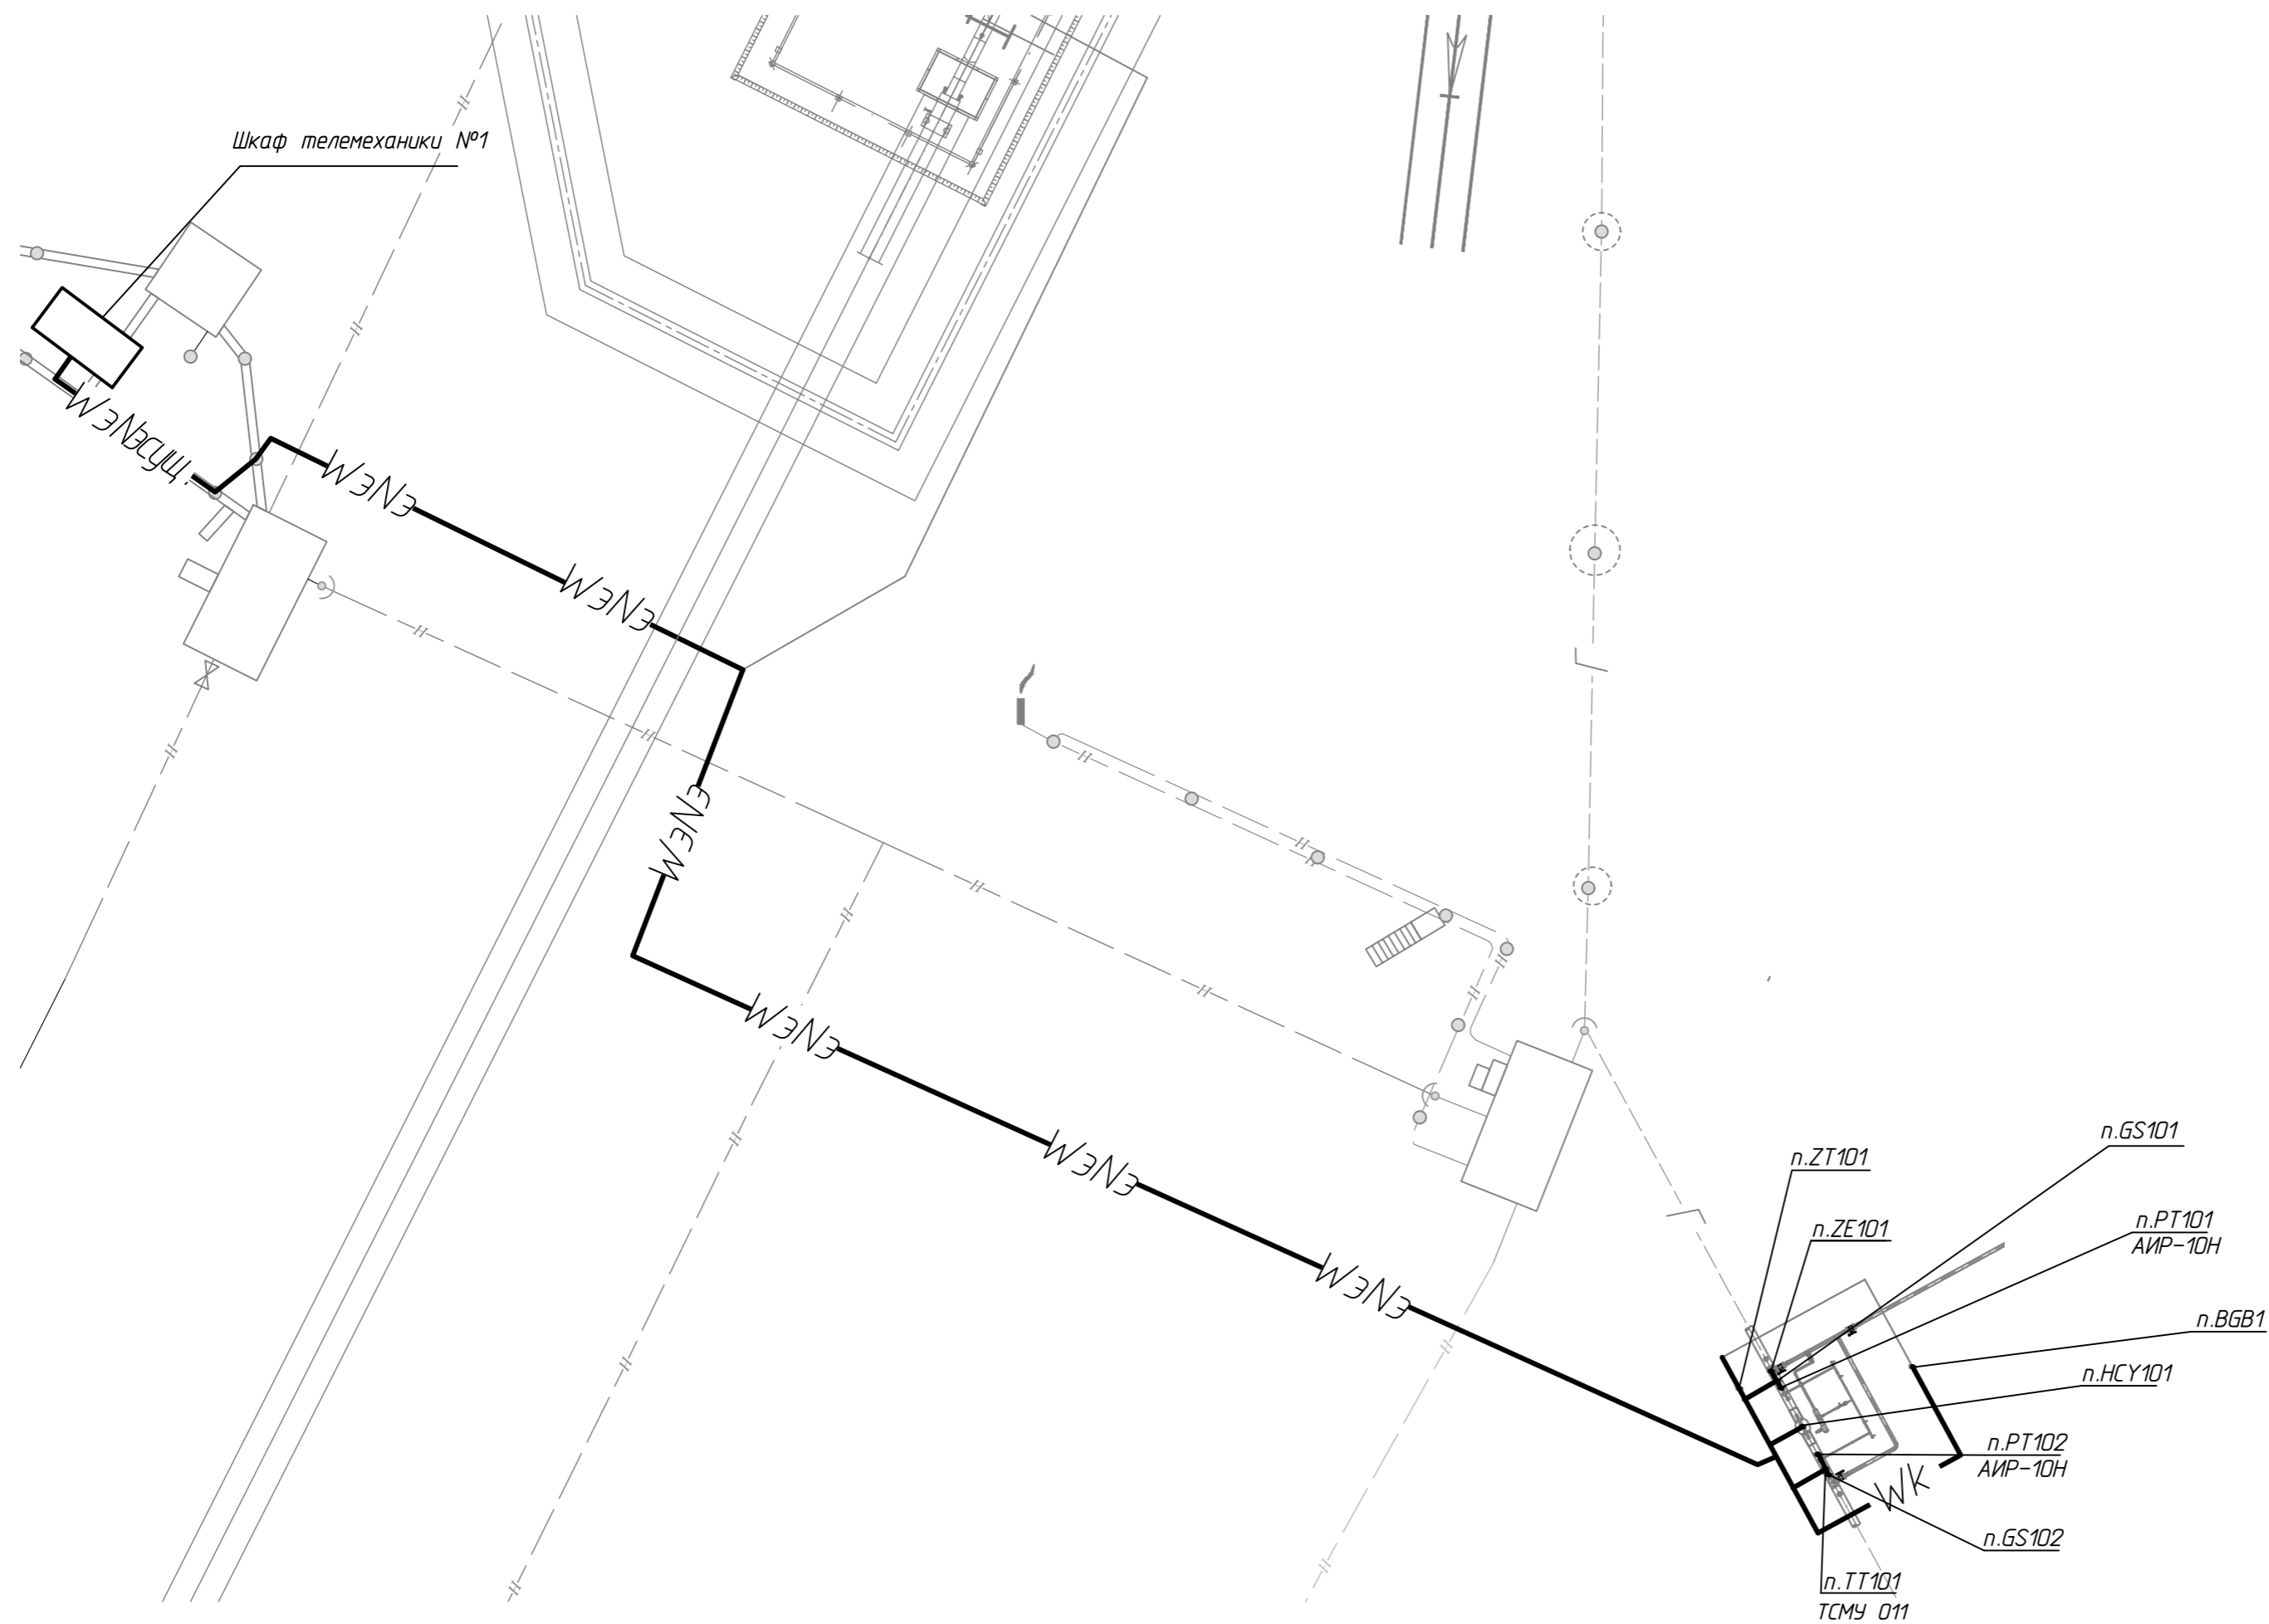 Шкаф телемеханики №1
WэNэсущ.
WэNэ
WэNэ
WэNэ
WэNэ
WэNэ
WэNэ
п.GS101
п.ZT101
п.PT101
АИР-10Н
п.ZE101
п.BGB1
п.HCY101
п.PT102
АИР-10Н
WK
п.GS102
п.TT101
ТСМУ 011